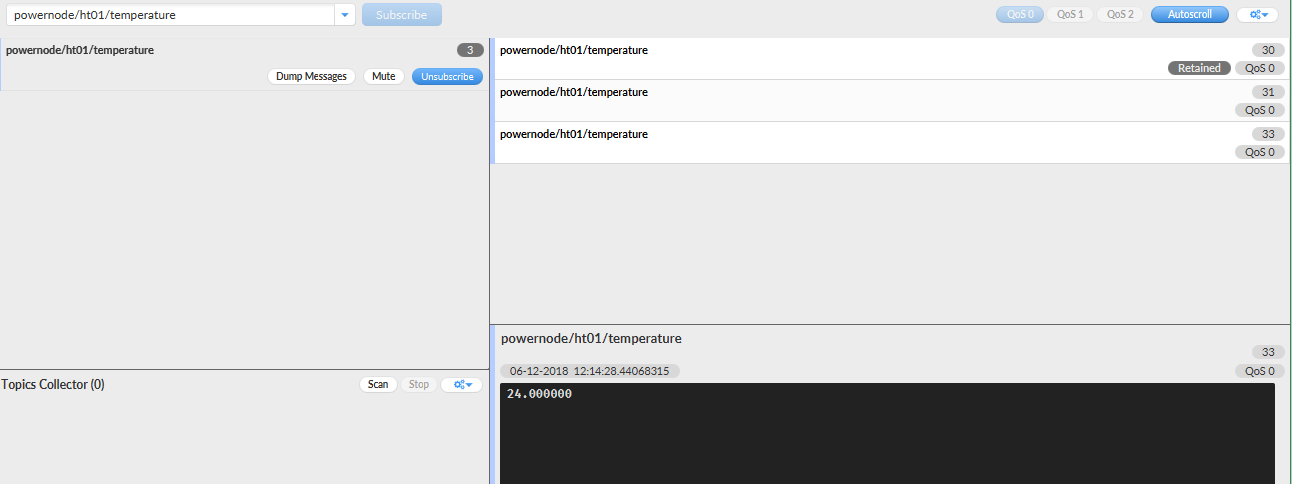 powernode/ht01/temperature Subscribe QoS 0 QoS 1 QoS 2 Autoscroll
powernode/ht01/temperature 3
Dump Messages Mute Unsubscribe
powernode/ht01/temperature 30
Retained QoS 0
powernode/ht01/temperature 31
QoS 0
powernode/ht01/temperature 33
QoS 0
Topics Collector (0) Scan Stop
powernode/ht01/temperature
33
06-12-2018 12:14:28.44068315 QoS 0
24.000000